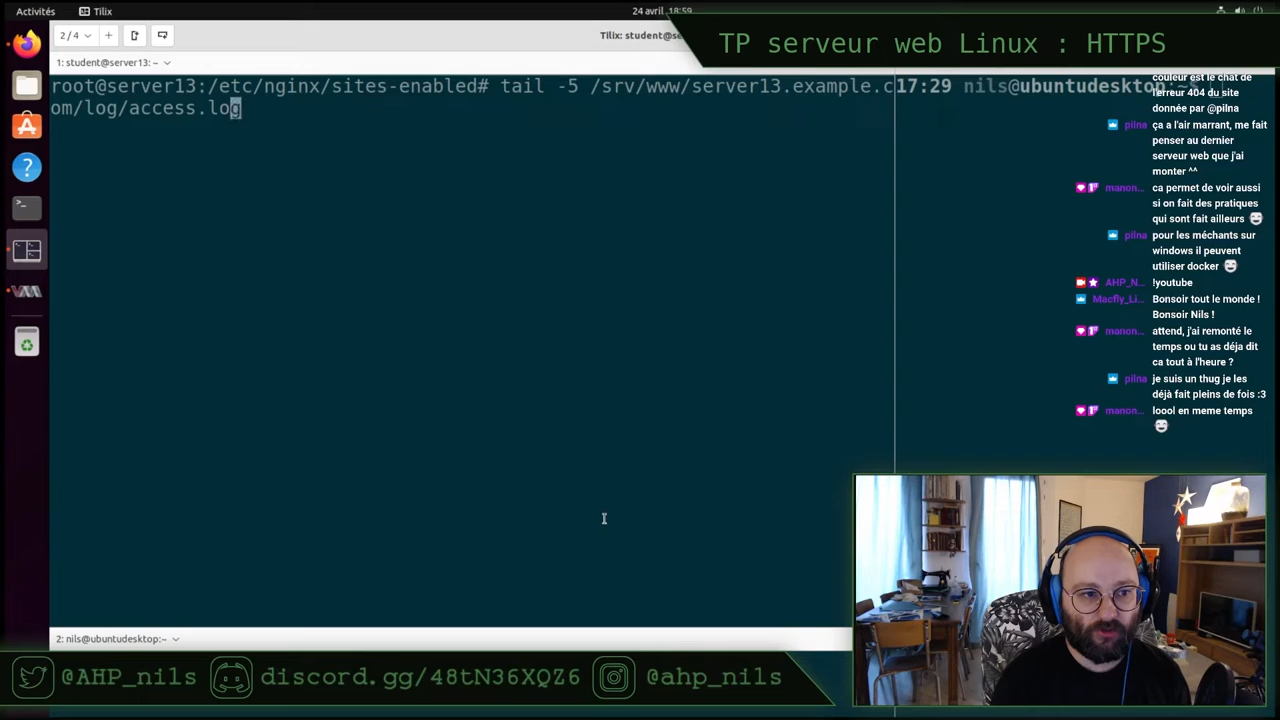 Activités
Tilix
24 avril 18:59
2 / 4
Tilix: student@se
1: student@server13: ~
TP serveur web Linux : HTTPS
root@server13:/etc/nginx/sites-enabled# tail -5 /srv/www/server13.example.c
om/log/access.log
17:29 nils@ubuntudesktop:~$
couleur est le chat de
l'erreur 404 du site
donnée par @pilna
pilna ça a l'air marrant, me fait
penser au dernier
serveur web que j'ai
monter ^^
manon... ca permet de voir aussi
si on fait des pratiques
qui sont fait ailleurs
pilna pour les méchants sur
windows il peuvent
utiliser docker
AHP_N... !youtube
Macfly_Li... Bonsoir tout le monde !
Bonsoir Nils !
manon... attend, j'ai remonté le
temps ou tu as déja dit
ca tout à l'heure ?
pilna je suis un thug je les
déjà fait pleins de fois :3
manon... loool en meme temps
2: nils@ubuntudesktop:~
@AHP_nils
discord.gg/48tN36XQZ6
@ahp_nils